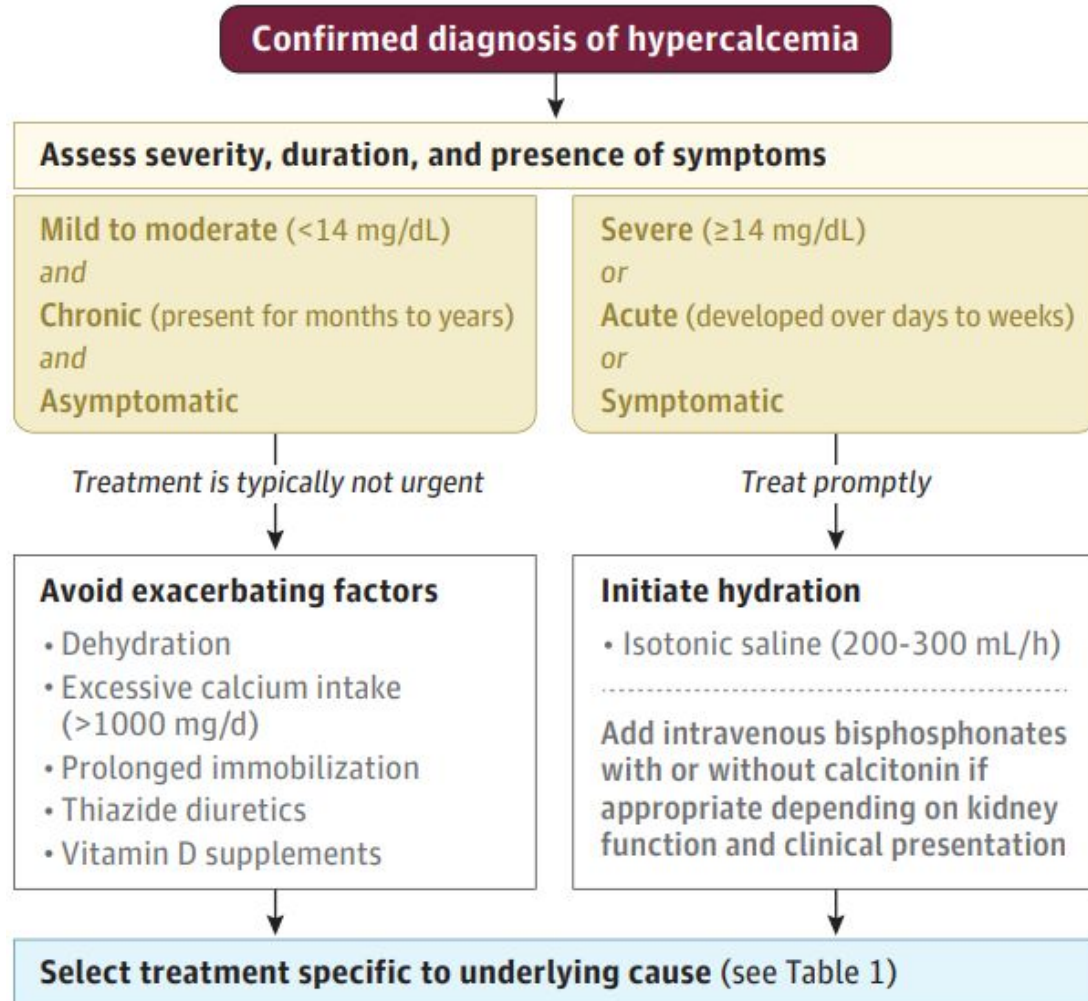 Confirmed diagnosis of hypercalcemia
Assess severity, duration, and presence of symptoms
Mild to moderate (<14 mg/dL)
and
Chronic (present for months to years)
and
Asymptomatic
Severe (≥14 mg/dL)
or
Acute (developed over days to weeks)
or
Symptomatic
Treatment is typically not urgent
Treat promptly
Avoid exacerbating factors
• Dehydration
• Excessive calcium intake
(>1000 mg/d)
• Prolonged immobilization
• Thiazide diuretics
• Vitamin D supplements
Initiate hydration
• Isotonic saline (200-300 mL/h)
Add intravenous bisphosphonates
with or without calcitonin if
appropriate depending on kidney
function and clinical presentation
Select treatment specific to underlying cause (see Table 1)